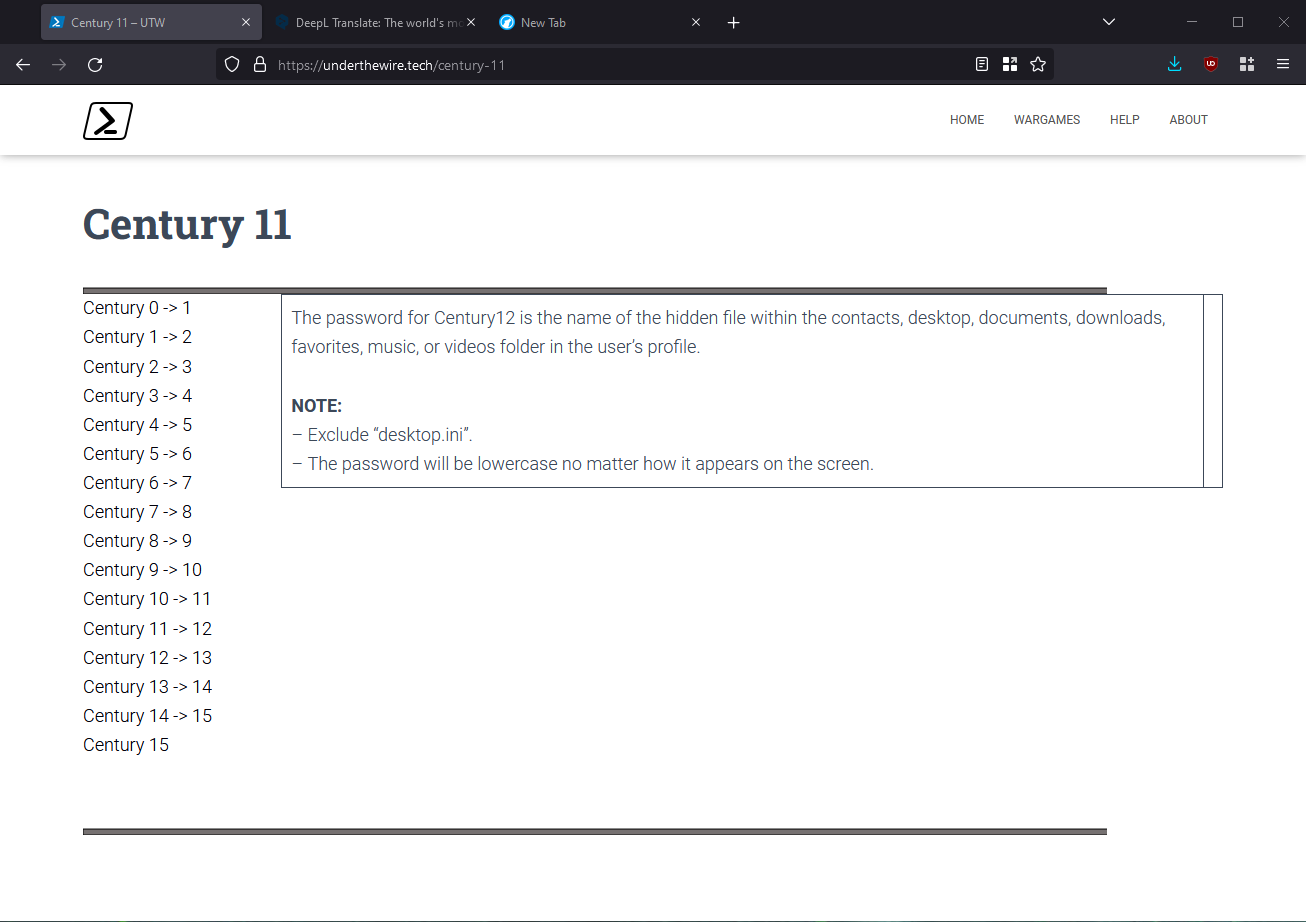 Century 11 – UTW
DeepL Translate: The world's mo
New Tab
https://underthewire.tech/century-11
HOME WARGAMES HELP ABOUT
Century 11
Century 0 -> 1
Century 1 -> 2
Century 2 -> 3
Century 3 -> 4
Century 4 -> 5
Century 5 -> 6
Century 6 -> 7
Century 7 -> 8
Century 8 -> 9
Century 9 -> 10
Century 10 -> 11
Century 11 -> 12
Century 12 -> 13
Century 13 -> 14
Century 14 -> 15
Century 15
The password for Century12 is the name of the hidden file within the contacts, desktop, documents, downloads,
favorites, music, or videos folder in the user’s profile.
NOTE:
– Exclude “desktop.ini”.
– The password will be lowercase no matter how it appears on the screen.